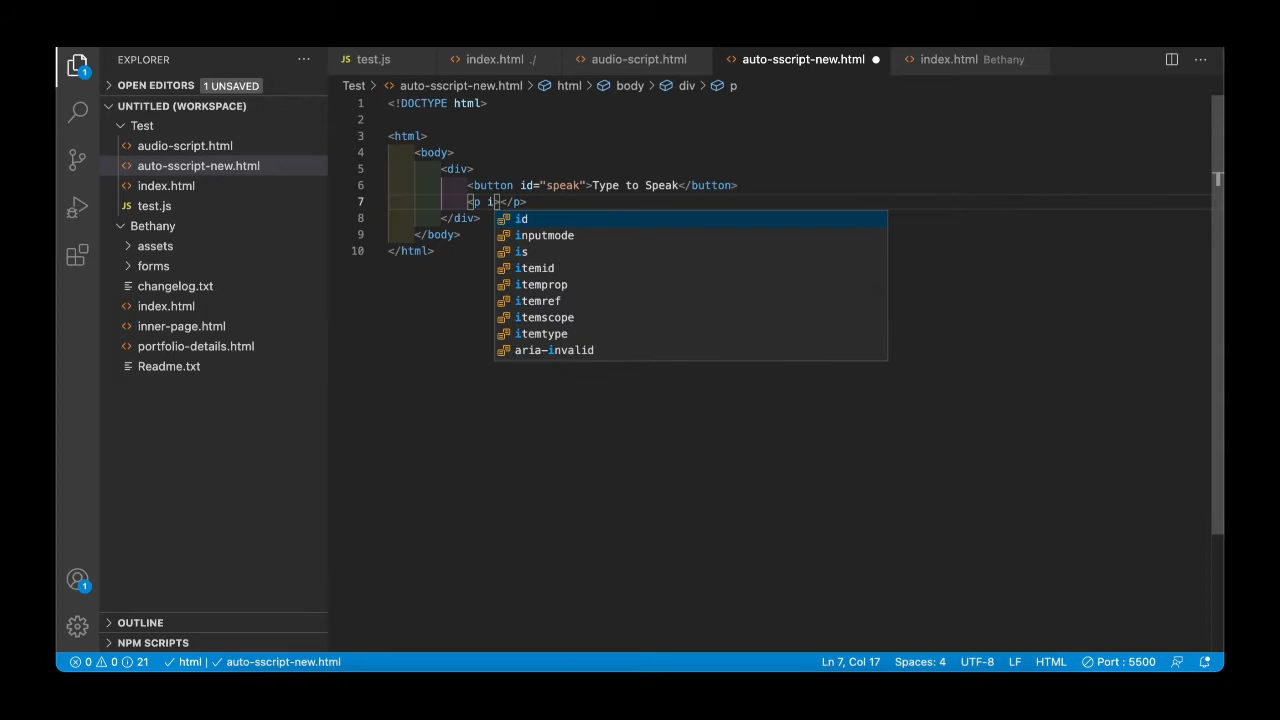 EXPLORER
test.js
index.html ./
audio-script.html
auto-sscript-new.html
index.html Bethany
OPEN EDITORS 1 UNSAVED
Test > auto-sscript-new.html > html > body > div > p
UNTITLED (WORKSPACE)
Test
audio-script.html
auto-sscript-new.html
index.html
JS test.js
Bethany
assets
forms
changelog.txt
index.html
inner-page.html
portfolio-details.html
Readme.txt
OUTLINE
NPM SCRIPTS
1 <!DOCTYPE html>
2
3 <html>
4 <body>
5 <div>
6 <button id="speak">Type to Speak</button>
7 <p i></p>
8 </div>
9 </body>
10 </html>
id
inputmode
is
itemid
itemprop
itemref
itemscope
itemtype
aria-invalid
1
1
0 0 21 html | auto-sscript-new.html Ln 7, Col 17 Spaces: 4 UTF-8 LF HTML Port : 5500